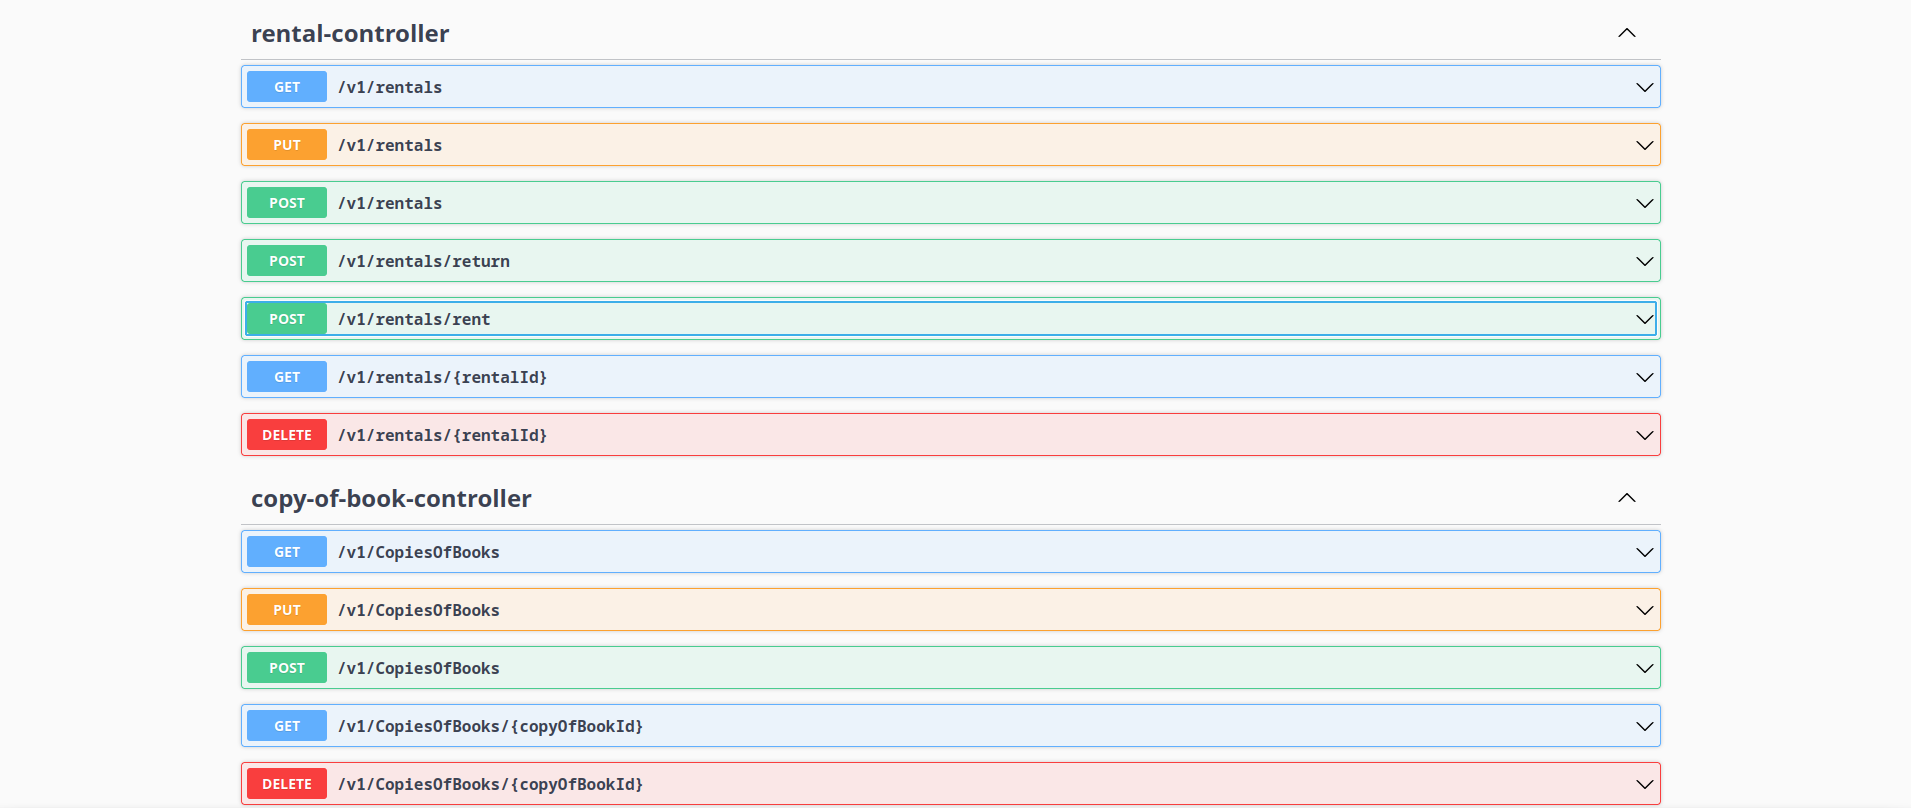 rental-controller
GET /v1/rentals
PUT /v1/rentals
POST /v1/rentals
POST /v1/rentals/return
POST /v1/rentals/rent
GET /v1/rentals/{rentalId}
DELETE /v1/rentals/{rentalId}
copy-of-book-controller
GET /v1/CopiesOfBooks
PUT /v1/CopiesOfBooks
POST /v1/CopiesOfBooks
GET /v1/CopiesOfBooks/{copyOfBookId}
DELETE /v1/CopiesOfBooks/{copyOfBookId}